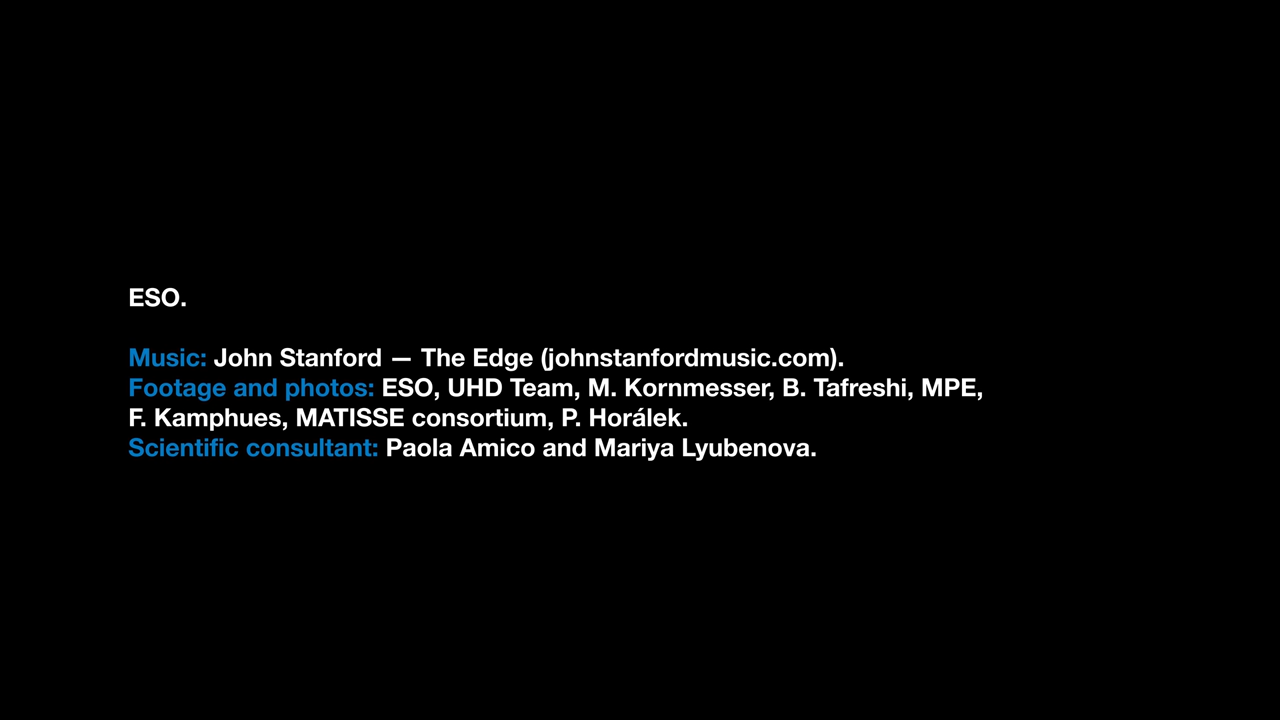 ESO.
Music: John Stanford — The Edge (johnstanfordmusic.com).
Footage and photos: ESO, UHD Team, M. Kornmesser, B. Tafreshi, MPE,
F. Kamphues, MATISSE consortium, P. Horálek.
Scientific consultant: Paola Amico and Mariya Lyubenova.